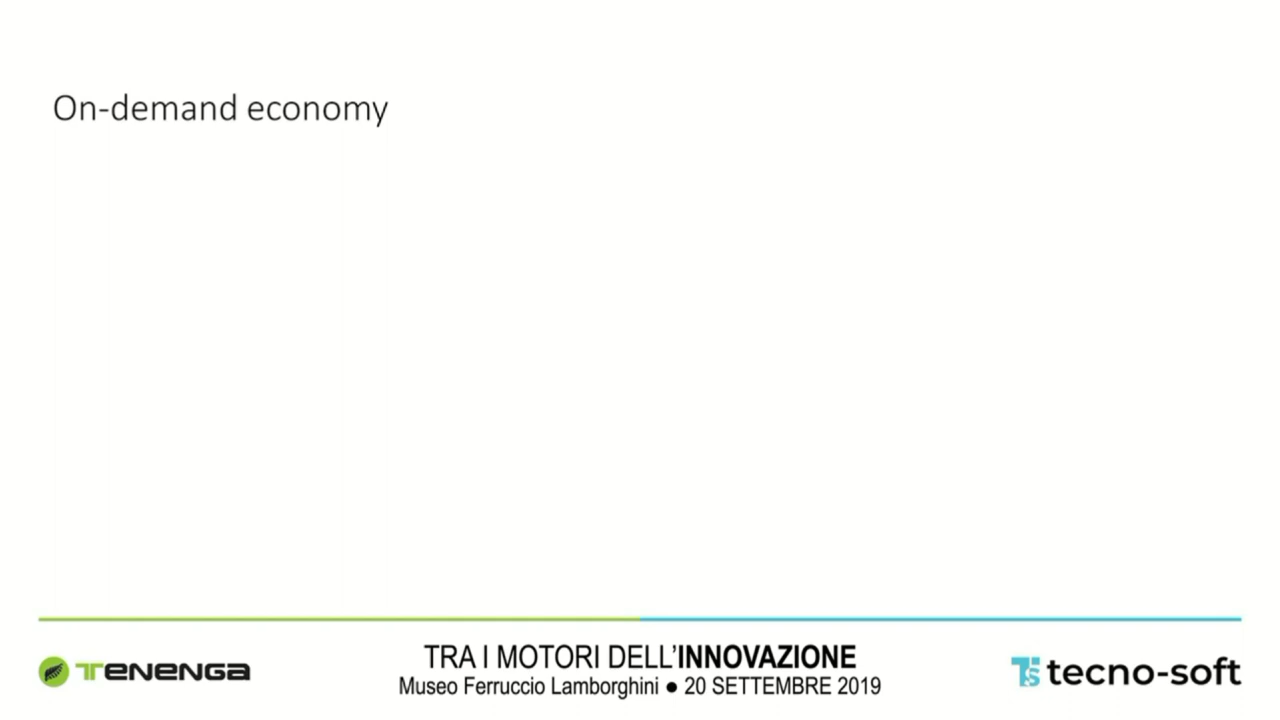 On-demand economy
TRA I MOTORI DELL'INNOVAZIONE
Museo Ferruccio Lamborghini ● 20 SETTEMBRE 2019
TENENGA
Ts tecno-soft